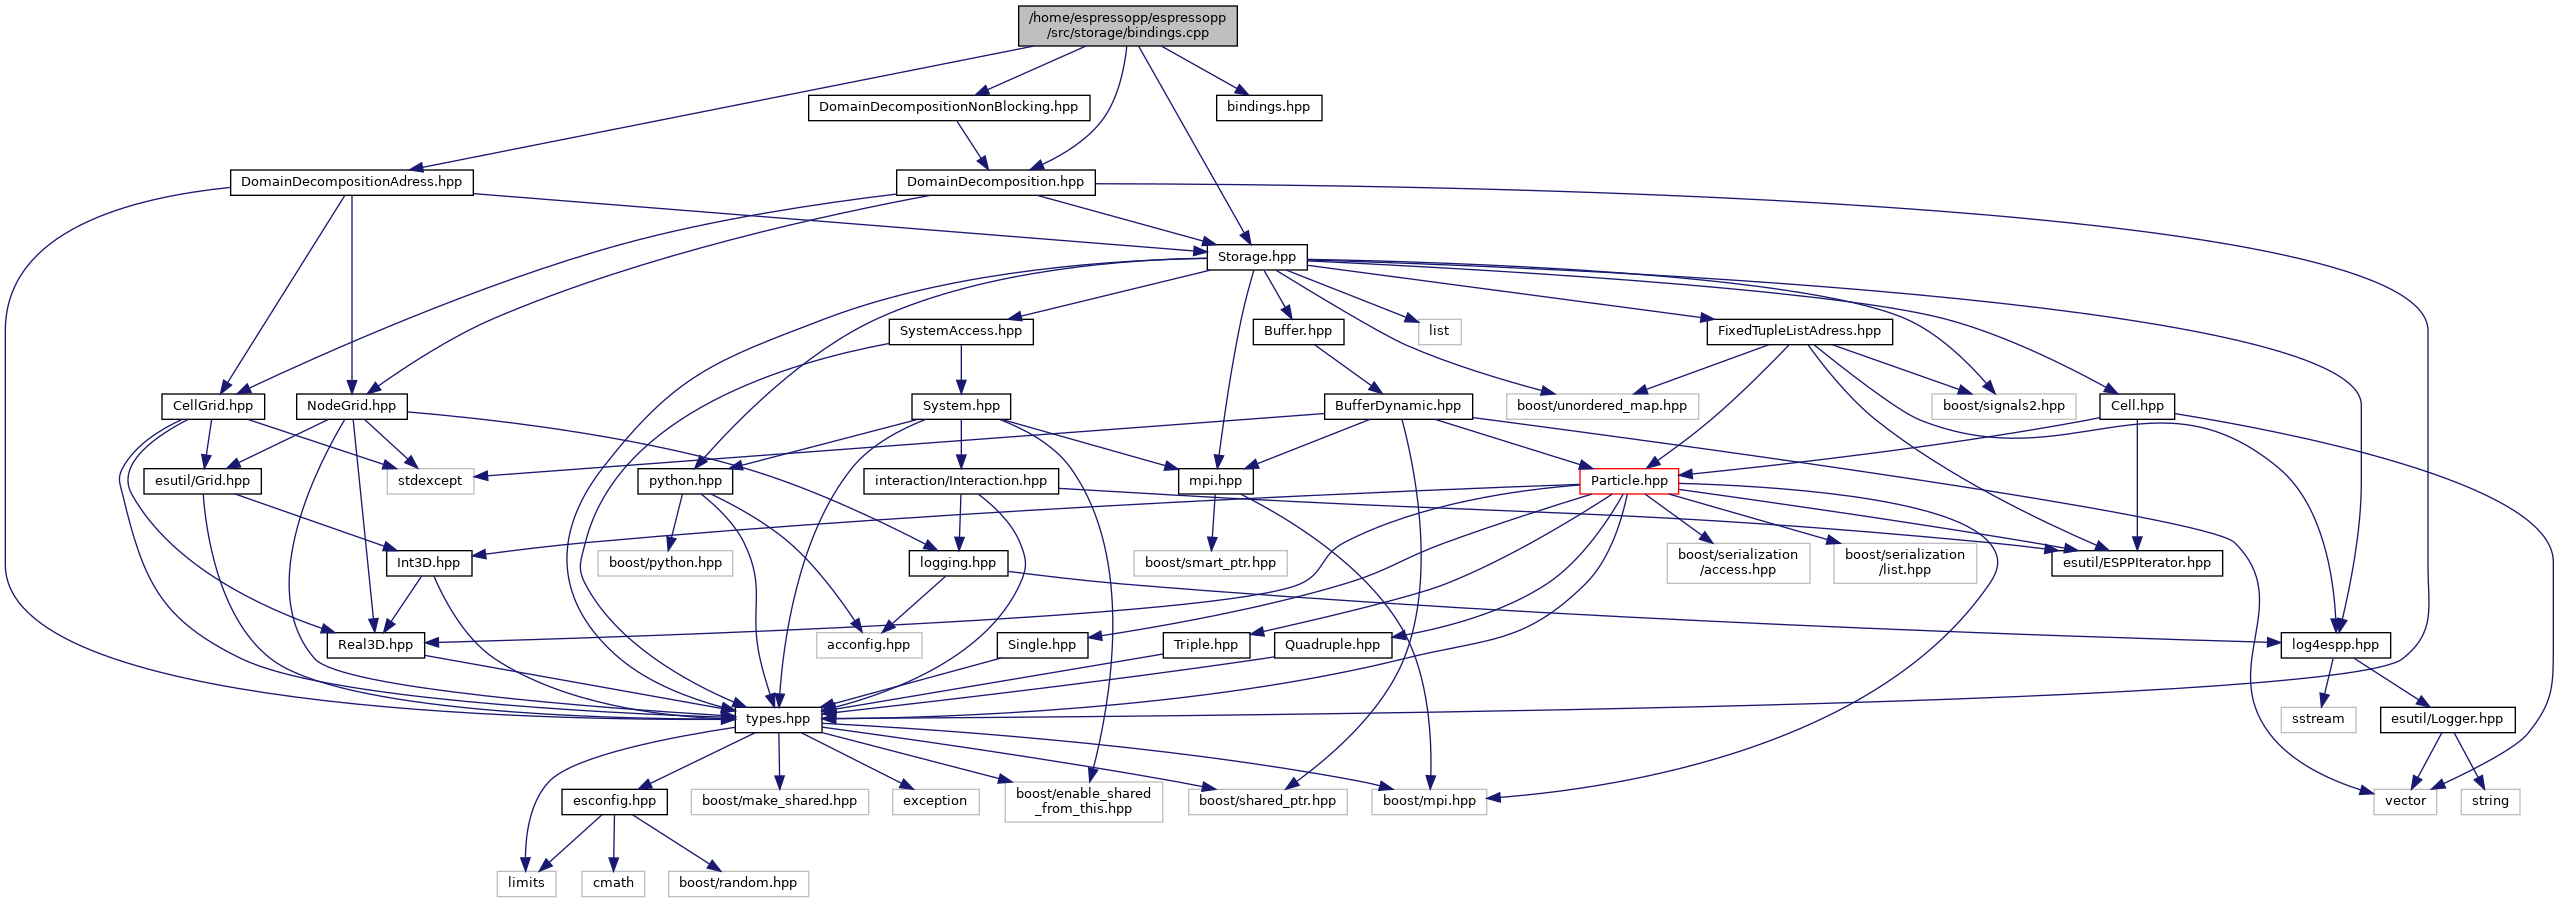 /home/espressopp/espressopp
/src/storage/bindings.cpp
DomainDecompositionNonBlocking.hpp
bindings.hpp
DomainDecompositionAdress.hpp
DomainDecomposition.hpp
Storage.hpp
SystemAccess.hpp
Buffer.hpp
list
FixedTupleListAdress.hpp
CellGrid.hpp
NodeGrid.hpp
System.hpp
BufferDynamic.hpp
boost/unordered_map.hpp
boost/signals2.hpp
Cell.hpp
esutil/Grid.hpp
stdexcept
python.hpp
interaction/Interaction.hpp
mpi.hpp
Particle.hpp
Int3D.hpp
boost/python.hpp
logging.hpp
boost/smart_ptr.hpp
boost/serialization
/access.hpp
boost/serialization
/list.hpp
esutil/ESPPIterator.hpp
Real3D.hpp
acconfig.hpp
Single.hpp
Triple.hpp
Quadruple.hpp
log4espp.hpp
types.hpp
sstream
esutil/Logger.hpp
esconfig.hpp
boost/make_shared.hpp
exception
boost/enable_shared
_from_this.hpp
boost/shared_ptr.hpp
boost/mpi.hpp
vector
string
limits
cmath
boost/random.hpp